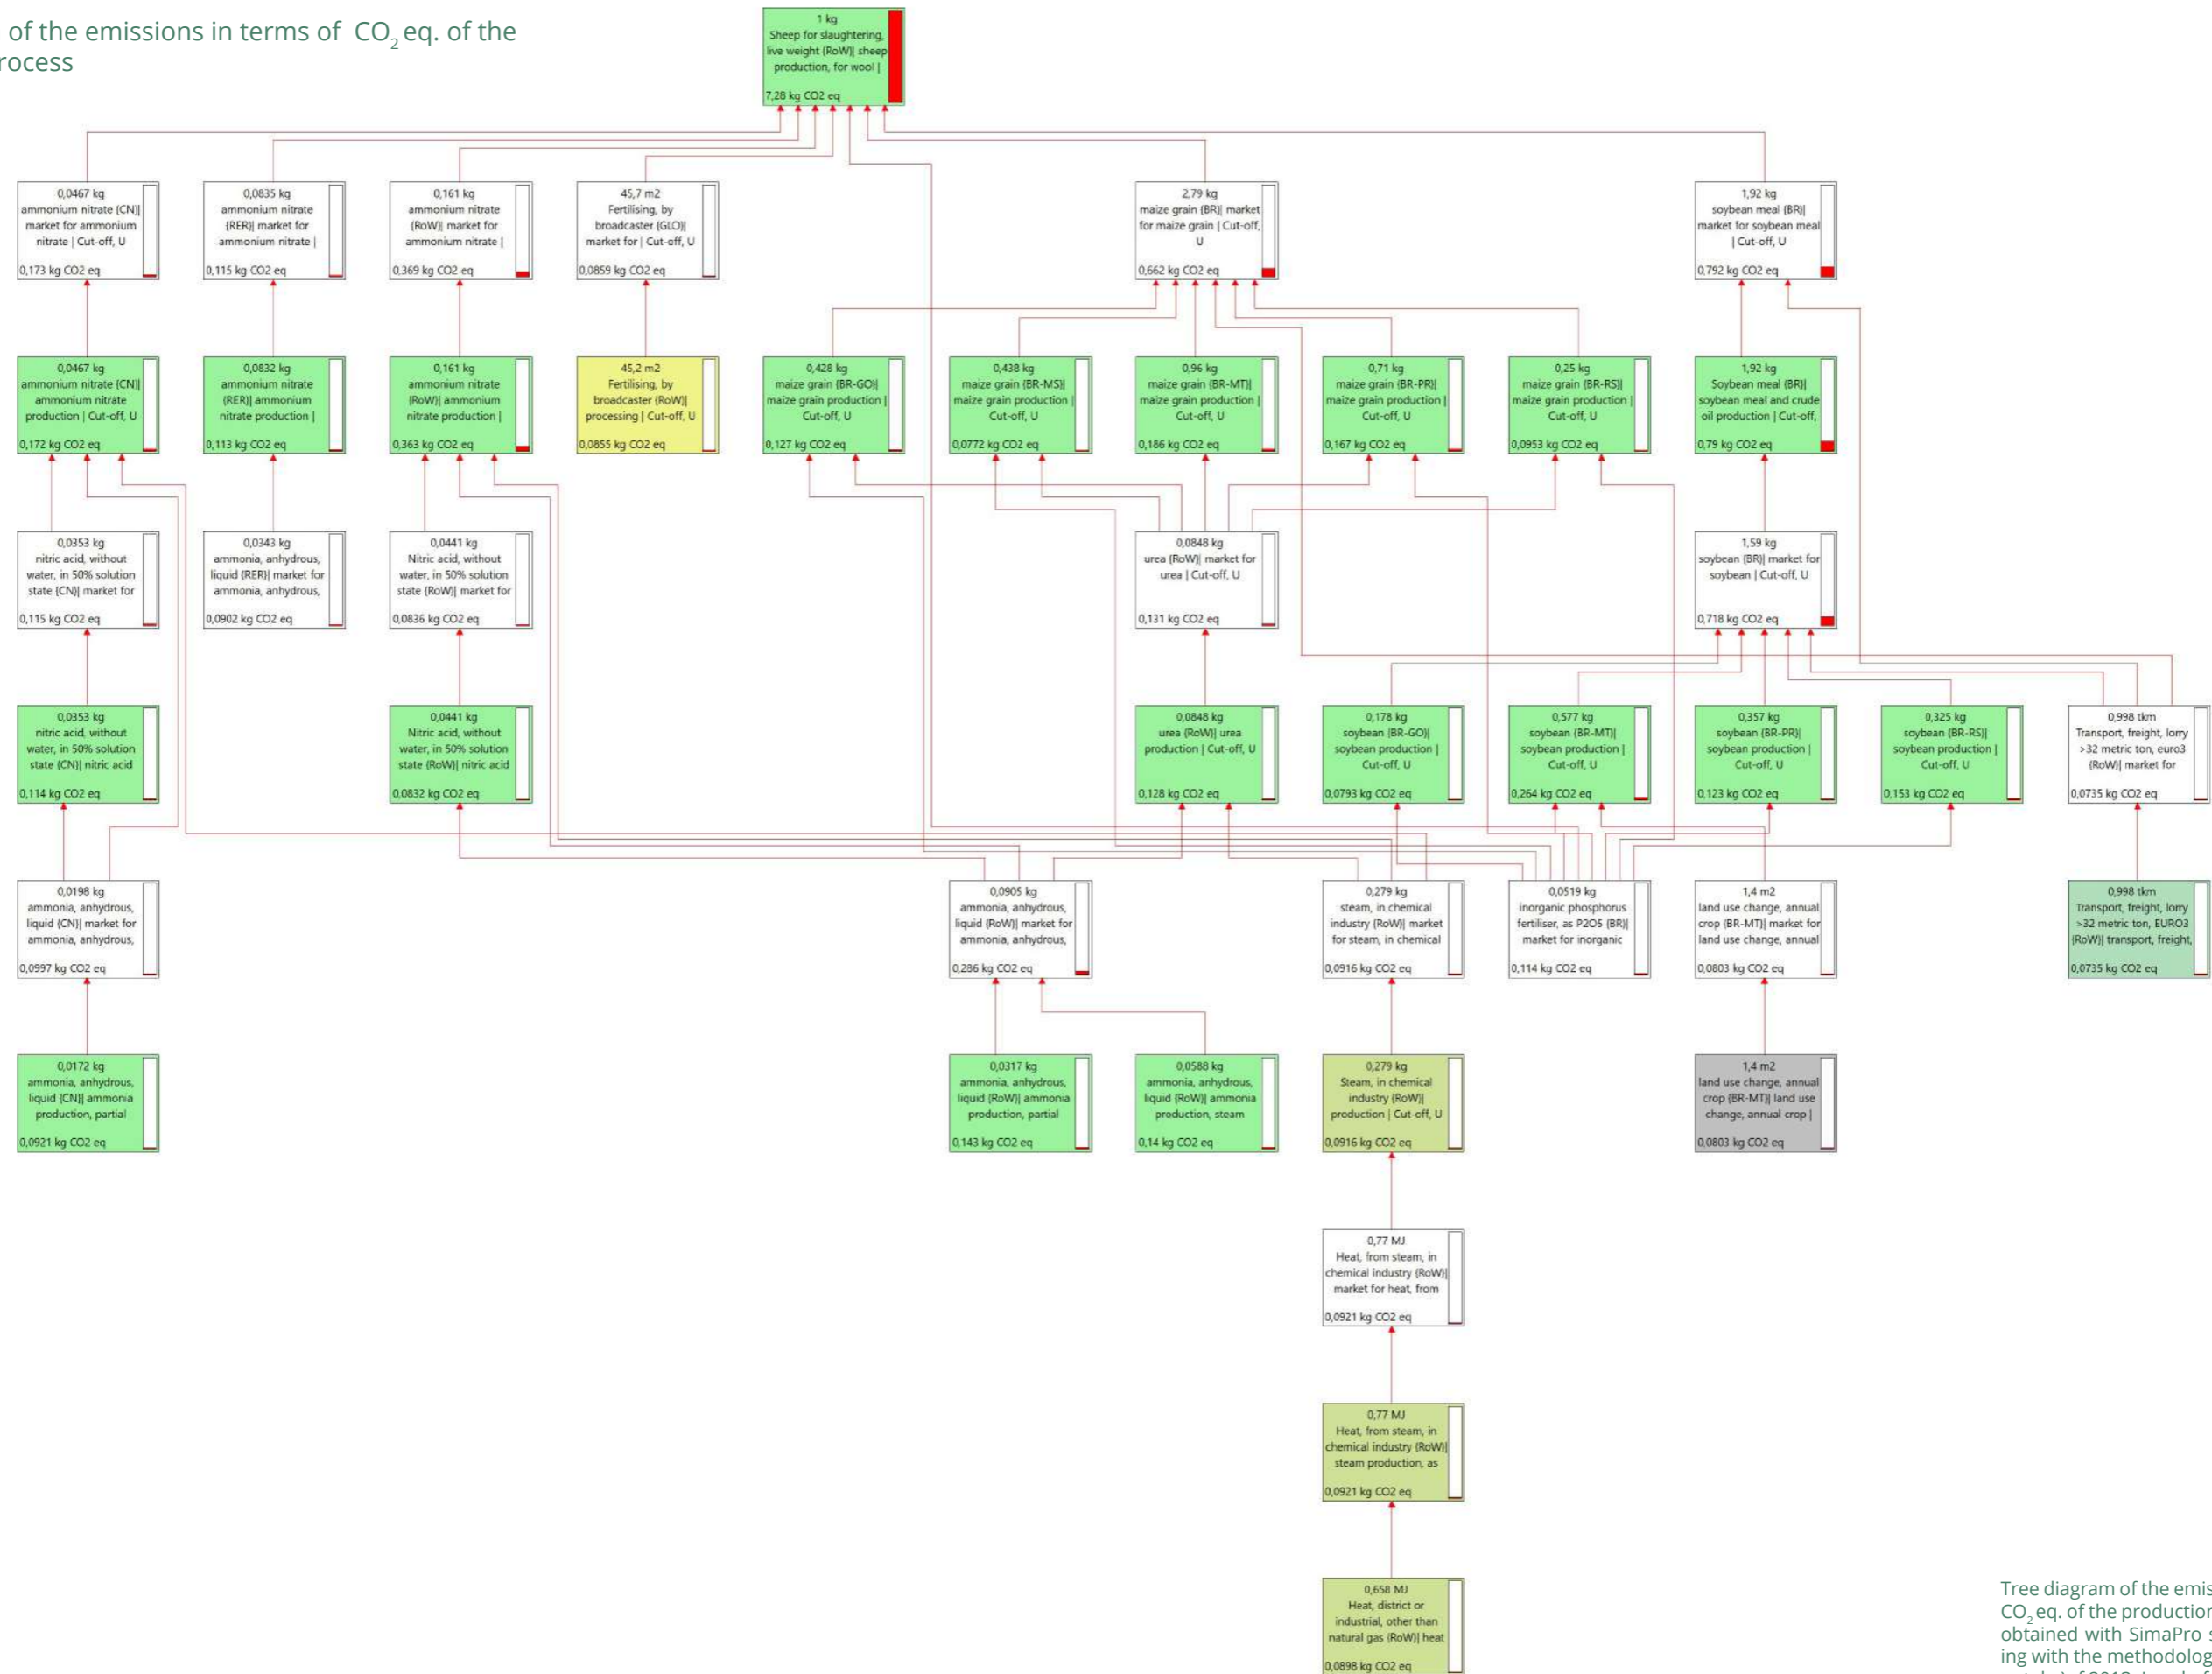 of the emissions in terms of CO2 eq. of the
rocess
1 kg
Sheep for slaughtering,
live weight {RoW}| sheep
production, for wool |
7,28 kg CO2 eq
0,0467 kg
ammonium nitrate {CN}|
market for ammonium
nitrate | Cut-off, U
0,173 kg CO2 eq
0,0835 kg
ammonium nitrate
{RER}| market for
ammonium nitrate |
0,115 kg CO2 eq
0,161 kg
ammonium nitrate
{RoW}| market for
ammonium nitrate |
0,369 kg CO2 eq
45,7 m2
Fertilising, by
broadcaster {GLO}|
market for | Cut-off, U
0,0859 kg CO2 eq
2,79 kg
maize grain {BR}| market
for maize grain | Cut-off,
U
0,662 kg CO2 eq
1,92 kg
soybean meal {BR}|
market for soybean meal
| Cut-off, U
0,792 kg CO2 eq
0,0467 kg
ammonium nitrate {CN}|
ammonium nitrate
production | Cut-off, U
0,172 kg CO2 eq
0,0832 kg
ammonium nitrate
{RER}| ammonium
nitrate production |
0,113 kg CO2 eq
0,161 kg
ammonium nitrate
{RoW}| ammonium
nitrate production |
0,363 kg CO2 eq
45,2 m2
Fertilising, by
broadcaster {RoW}|
processing | Cut-off, U
0,0855 kg CO2 eq
0,428 kg
maize grain {BR-GO}|
maize grain production |
Cut-off, U
0,127 kg CO2 eq
0,438 kg
maize grain {BR-MS}|
maize grain production |
Cut-off, U
0,0772 kg CO2 eq
0,96 kg
maize grain {BR-MT}|
maize grain production |
Cut-off, U
0,186 kg CO2 eq
0,71 kg
maize grain {BR-PR}|
maize grain production |
Cut-off, U
0,167 kg CO2 eq
0,25 kg
maize grain {BR-RS}|
maize grain production |
Cut-off, U
0,0953 kg CO2 eq
1,92 kg
Soybean meal {BR}|
soybean meal and crude
oil production | Cut-off,
0,79 kg CO2 eq
0,0353 kg
nitric acid, without
water, in 50% solution
state {CN}| market for
0,115 kg CO2 eq
0,0343 kg
ammonia, anhydrous,
liquid {RER}| market for
ammonia, anhydrous,
0,0902 kg CO2 eq
0,0441 kg
Nitric acid, without
water, in 50% solution
state {RoW}| market for
0,0836 kg CO2 eq
0,0848 kg
urea {RoW}| market for
urea | Cut-off, U
0,131 kg CO2 eq
1,59 kg
soybean {BR}| market for
soybean | Cut-off, U
0,718 kg CO2 eq
0,0353 kg
nitric acid, without
water, in 50% solution
state {CN}| nitric acid
0,114 kg CO2 eq
0,0441 kg
Nitric acid, without
water, in 50% solution
state {RoW}| nitric acid
0,0832 kg CO2 eq
0,0848 kg
urea {RoW}| urea
production | Cut-off, U
0,128 kg CO2 eq
0,178 kg
soybean {BR-GO}|
soybean production |
Cut-off, U
0,0793 kg CO2 eq
0,577 kg
soybean {BR-MT}|
soybean production |
Cut-off, U
0,264 kg CO2 eq
0,357 kg
soybean {BR-PR}|
soybean production |
Cut-off, U
0,123 kg CO2 eq
0,325 kg
soybean {BR-RS}|
soybean production |
Cut-off, U
0,153 kg CO2 eq
0,998 tkm
Transport, freight, lorry
>32 metric ton, euro3
{RoW}| market for
0,0735 kg CO2 eq
0,0198 kg
ammonia, anhydrous,
liquid {CN}| market for
ammonia, anhydrous,
0,0997 kg CO2 eq
0,0905 kg
ammonia, anhydrous,
liquid {RoW}| market for
ammonia, anhydrous,
0,286 kg CO2 eq
0,279 kg
steam, in chemical
industry {RoW}| market
for steam, in chemical
0,0916 kg CO2 eq
0,0519 kg
inorganic phosphorus
fertiliser, as P2O5 {BR}|
market for inorganic
0,114 kg CO2 eq
1,4 m2
land use change, annual
crop {BR-MT}| market for
land use change, annual
0,0803 kg CO2 eq
0,998 tkm
Transport, freight, lorry
>32 metric ton, EURO3
{RoW}| transport, freight,
0,0735 kg CO2 eq
0,0172 kg
ammonia, anhydrous,
liquid {CN}| ammonia
production, partial
0,0921 kg CO2 eq
0,0317 kg
ammonia, anhydrous,
liquid {RoW}| ammonia
production, partial
0,143 kg CO2 eq
0,0588 kg
ammonia, anhydrous,
liquid {RoW}| ammonia
production, steam
0,14 kg CO2 eq
0,279 kg
Steam, in chemical
industry {RoW}|
production | Cut-off, U
0,0916 kg CO2 eq
1,4 m2
land use change, annual
crop {BR-MT}| land use
change, annual crop |
0,0803 kg CO2 eq
0,77 MJ
Heat, from steam, in
chemical industry {RoW}|
market for heat, from
0,0921 kg CO2 eq
0,77 MJ
Heat, from steam, in
chemical industry {RoW}|
steam production, as
0,0921 kg CO2 eq
0,658 MJ
Heat, district or
industrial, other than
natural gas {RoW}| heat
0,0898 kg CO2 eq
Tree diagram of the emis
CO2 eq. of the production
obtained with SimaPro s
ing with the methodolog